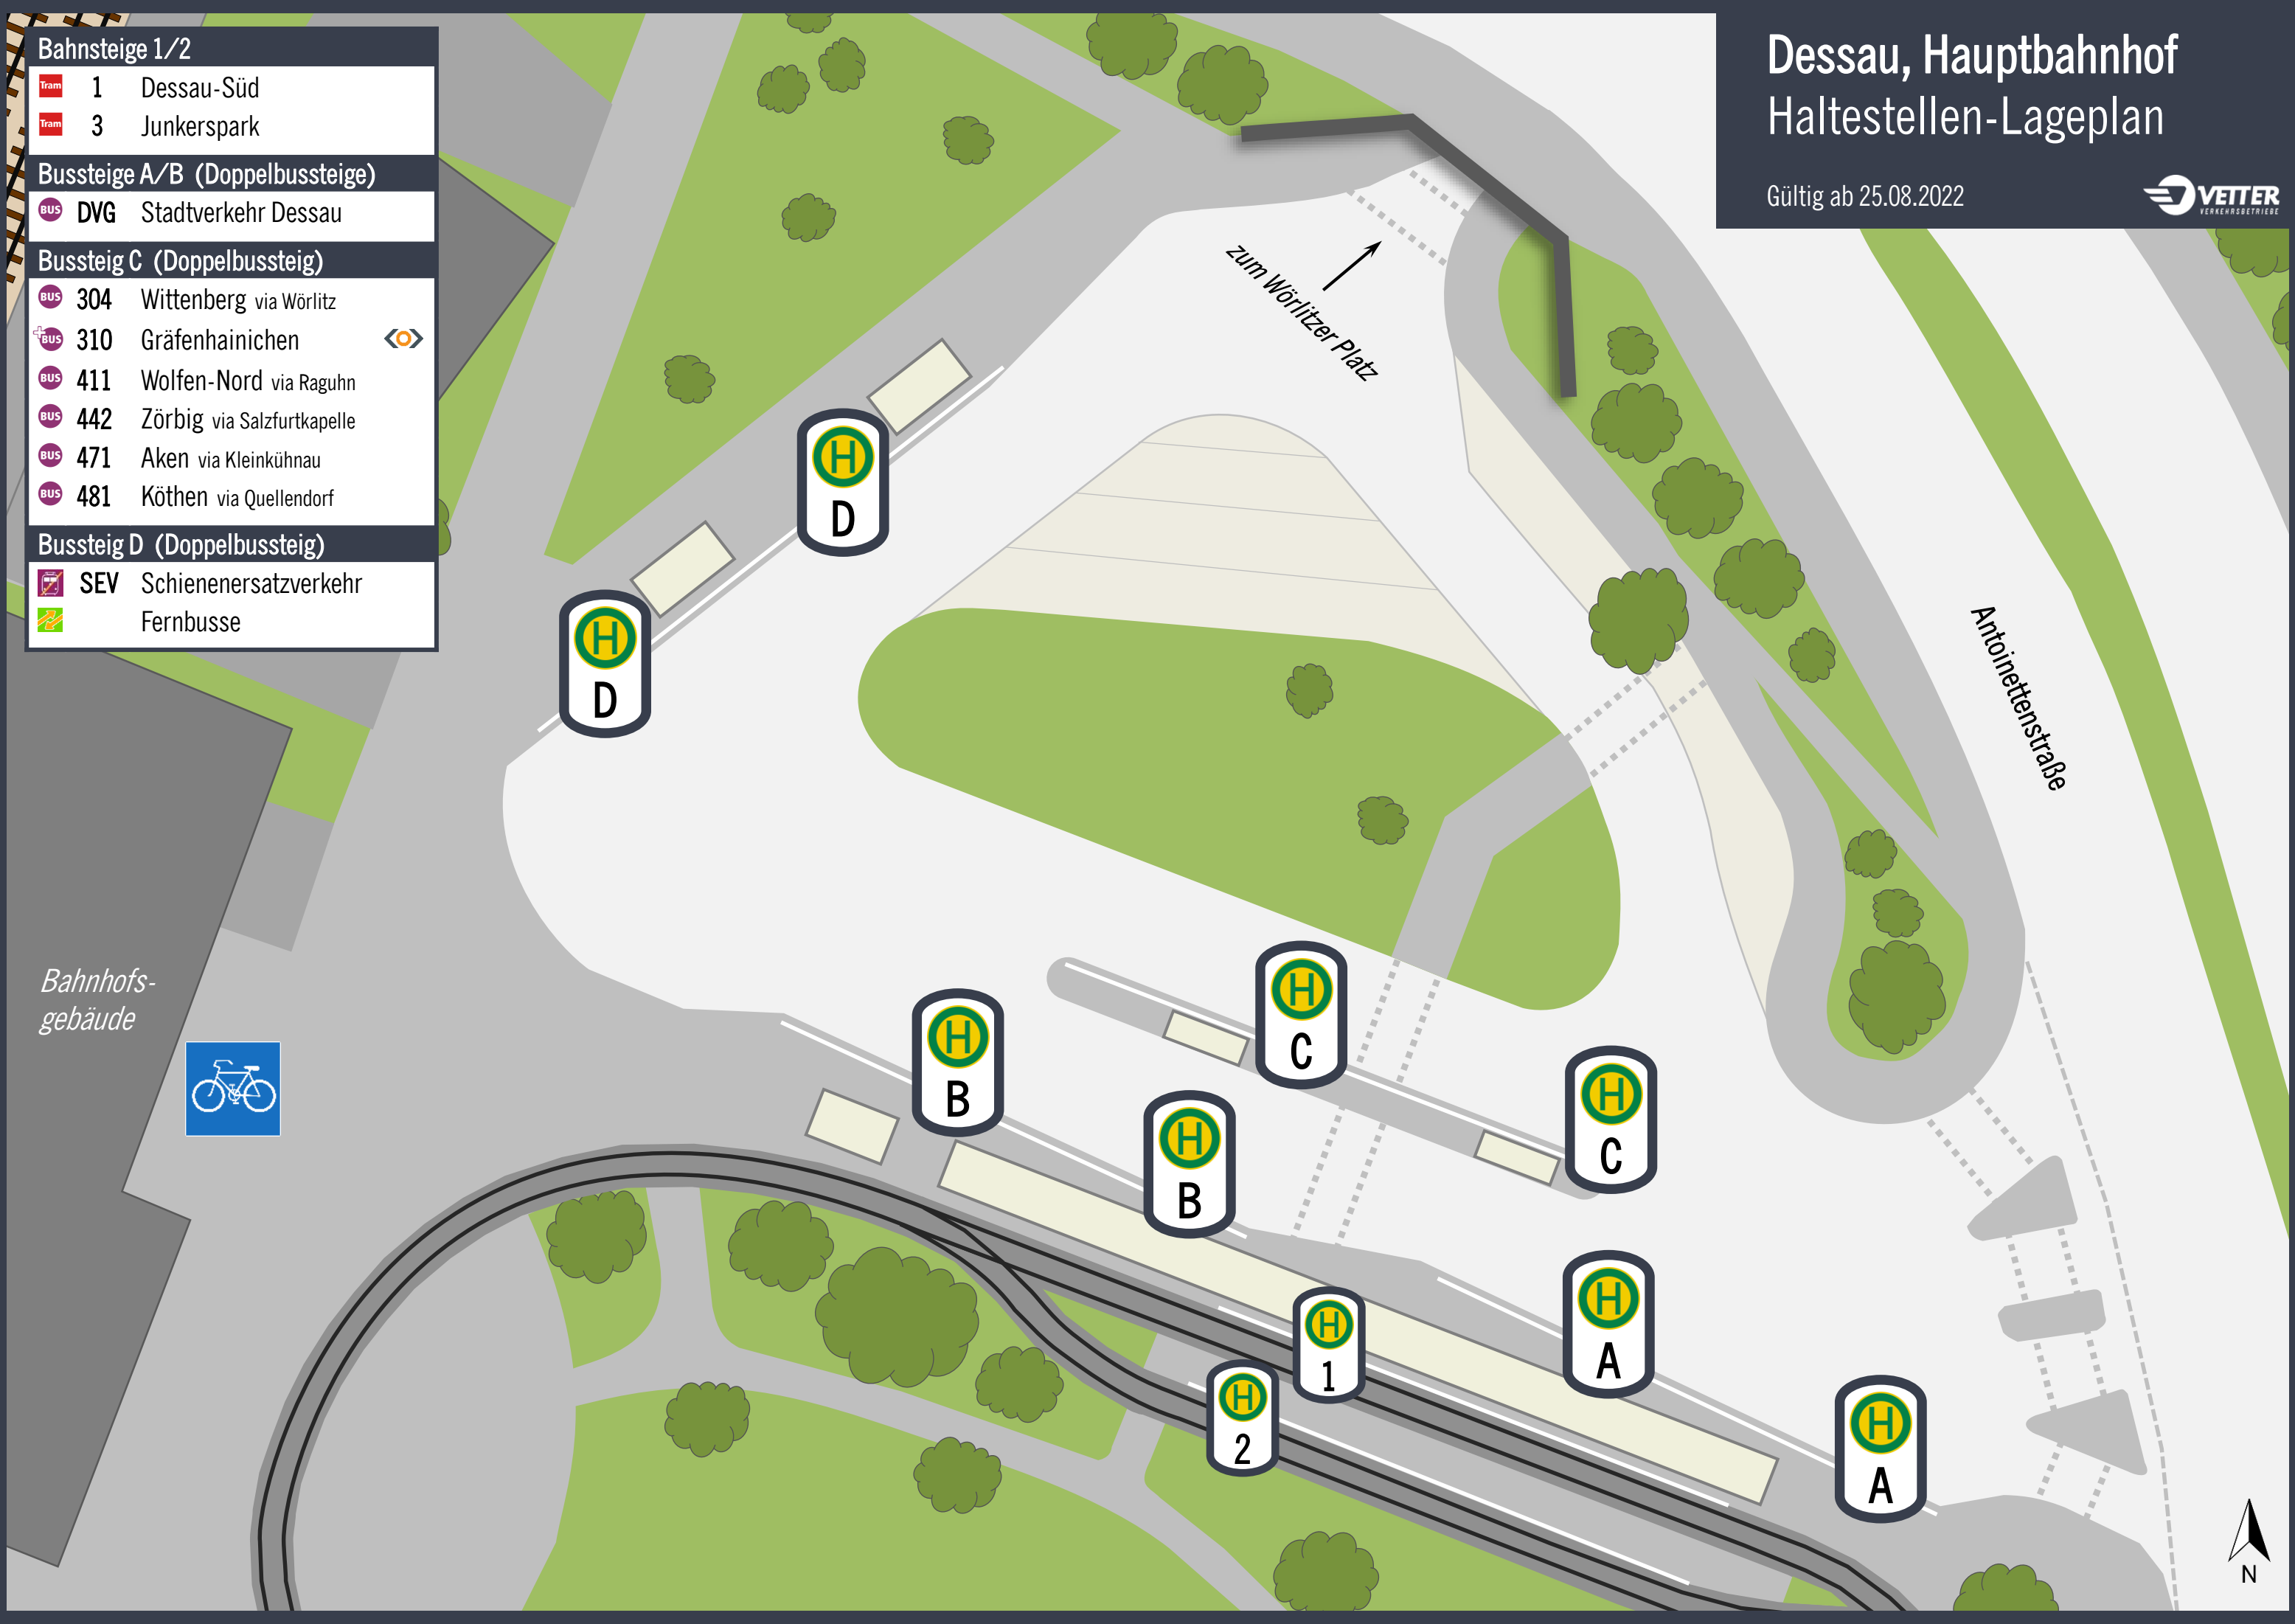 Bahnsteige 1/2
Tram 1 Dessau-Süd
Tram 3 Junkerspark
Bussteige A/B (Doppelbussteige)
BUS DVG Stadtverkehr Dessau
Bussteig C (Doppelbussteig)
BUS 304 Wittenberg via Wörlitz
+BUS 310 Gräfenhainichen
BUS 411 Wolfen-Nord via Raguhn
BUS 442 Zörbig via Salzfurtkapelle
BUS 471 Aken via Kleinkühnau
BUS 481 Köthen via Quellendorf
Bussteig D (Doppelbussteig)
SEV Schienenersatzverkehr
Fernbusse
Dessau, Hauptbahnhof
Haltestellen-Lageplan
Gültig ab 25.08.2022
VETTER
VERKEHRSBETRIEBE
zum Wörlitzer Platz
H
D
H
D
Antoinettenstraße
Bahnhofs-
gebäude
H
C
H
B
H
C
H
B
H
A
H
1
H
2
H
A
N